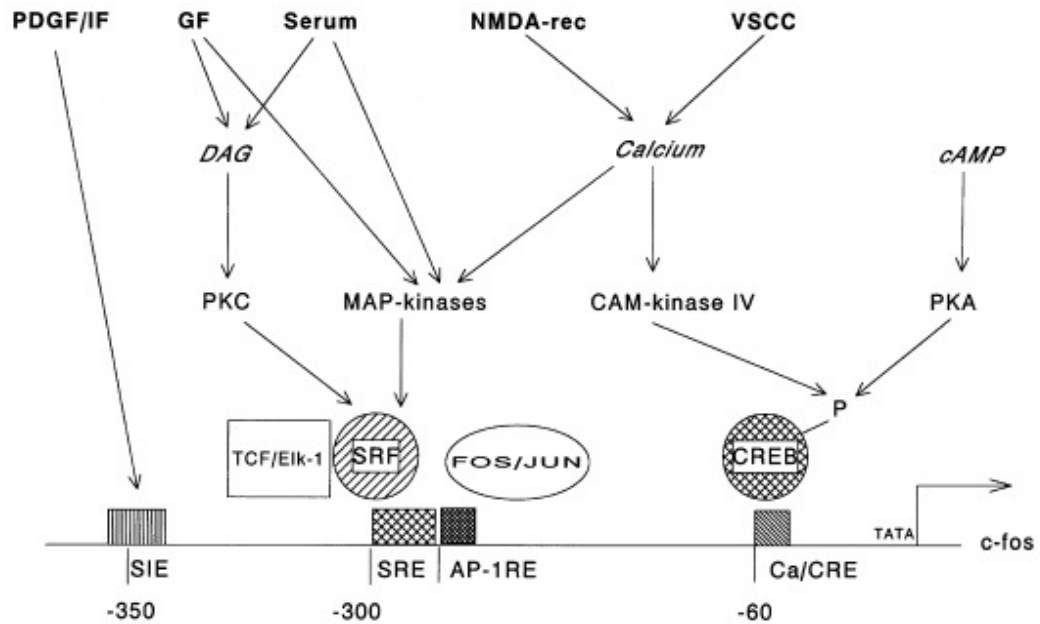 PDGF/IF GF Serum NMDA-rec VSCC
DAG Calcium cAMP
PKC MAP-kinases CAM-kinase IV PKA
P
TCF/Elk-1 SRF FOS/JUN CREB
TATA
c-fos
SIE SRE AP-1RE Ca/CRE
-350 -300 -60